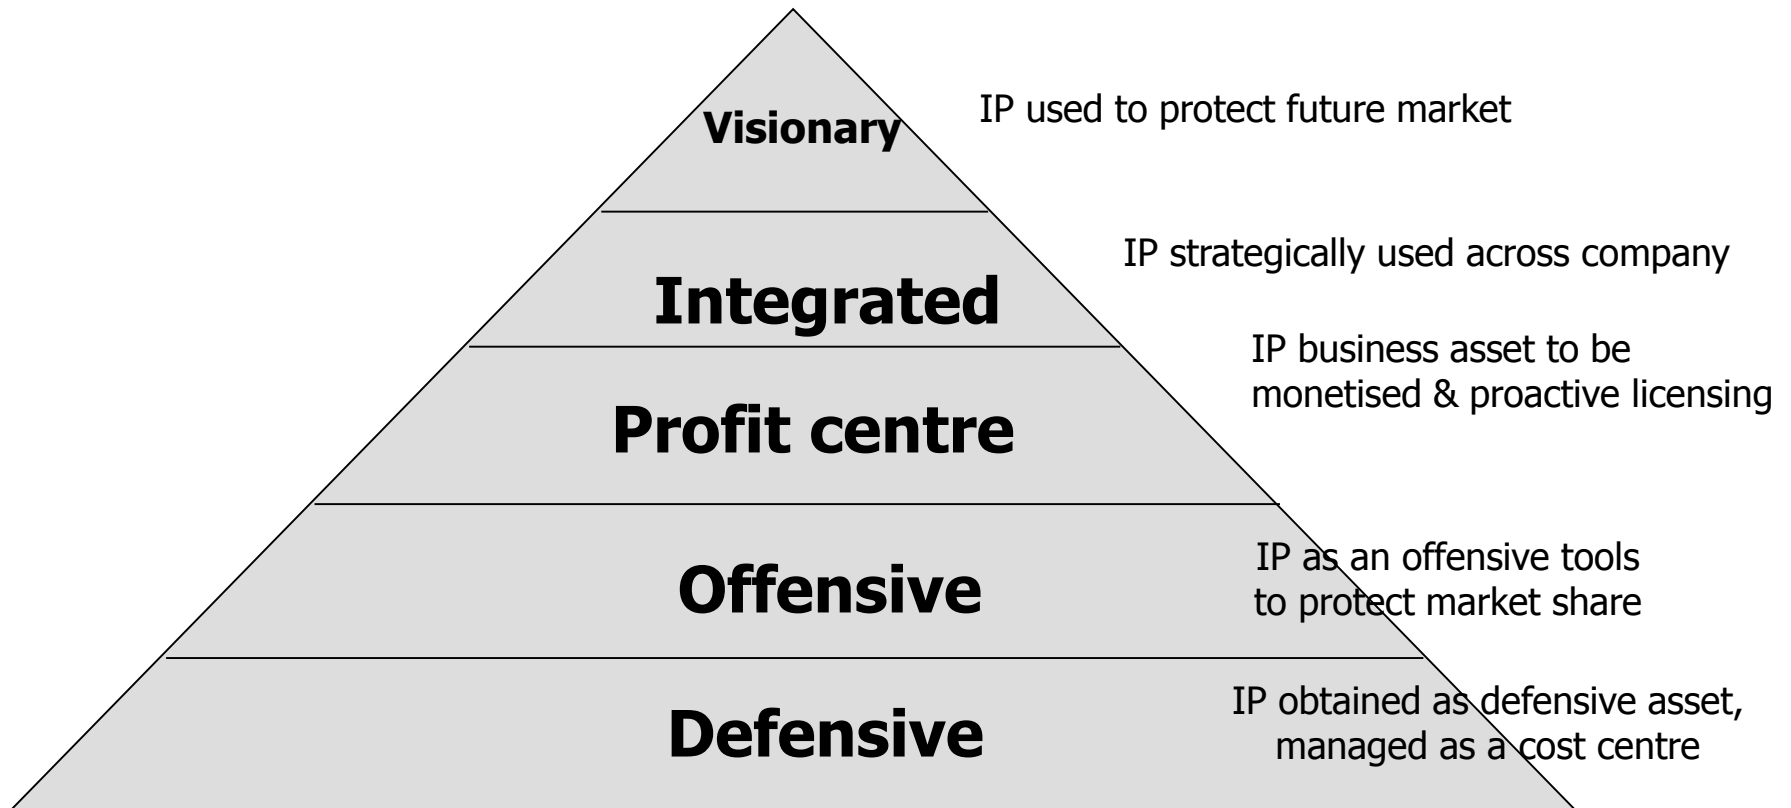 Visionary
IP used to protect future market
IP strategically used across company
Integrated
IP business asset to be
monetised & proactive licensing
Profit centre
IP as an offensive tools
to protect market share
Offensive
IP obtained as defensive asset,
managed as a cost centre
Defensive